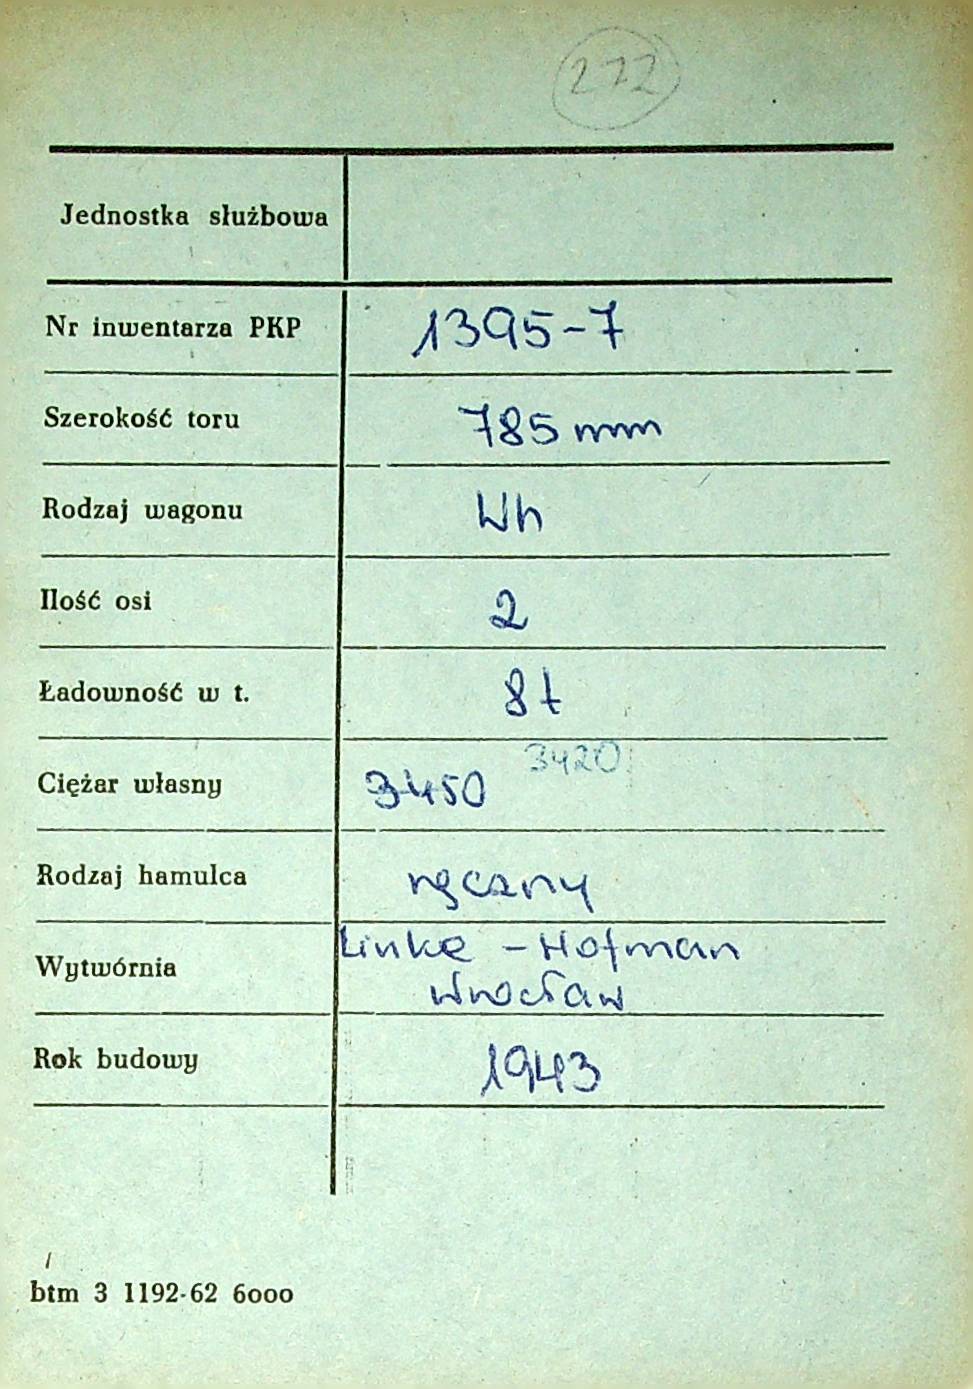 272
Jednostka służbowa
Nr inwentarza PKP 1395-7
Szerokość toru 785 mm
Rodzaj wagonu Wh
Ilość osi 2
Ładowność w t. 8 t
3420
Ciężar własny 3450
Rodzaj hamulca ręczny
Linke - Hofman
Wytwórnia
Wrocław
Rok budowy 1943
btm 3 1192-62 6000